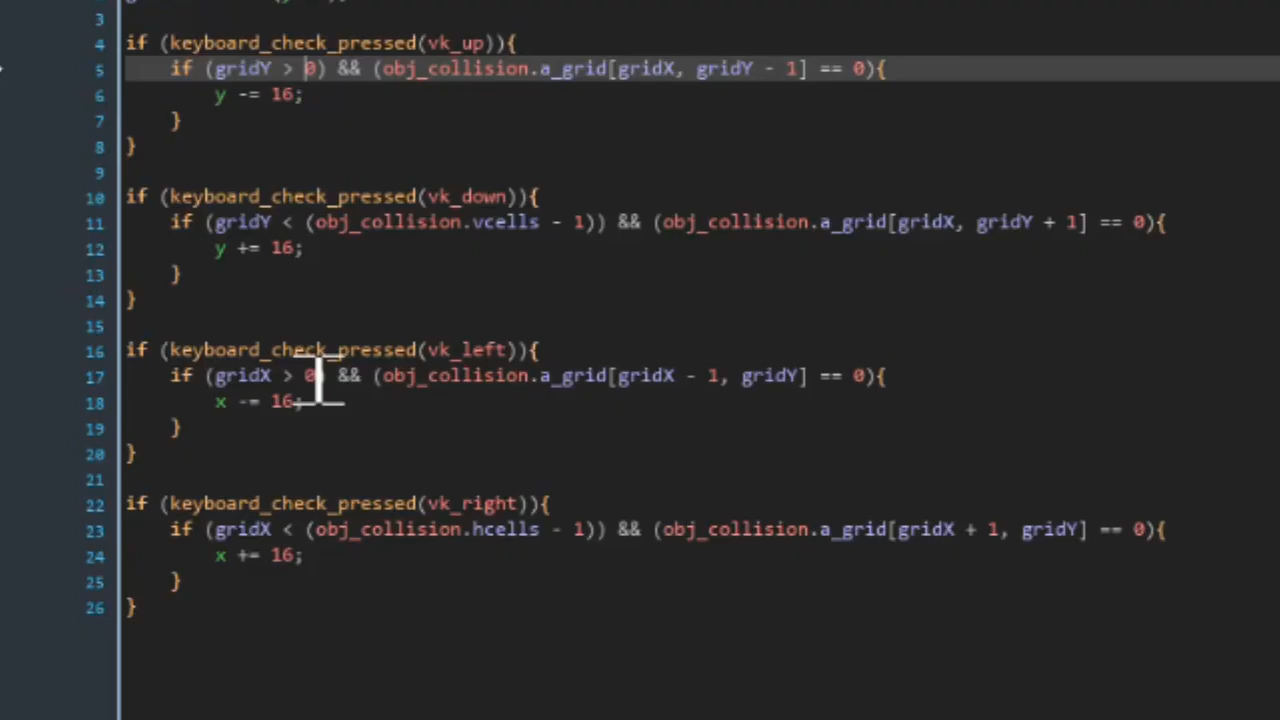 3
4 if (keyboard_check_pressed(vk_up)){
5 if (gridY > 0) && (obj_collision.a_grid[gridX, gridY - 1] == 0){
6 y -= 16;
7 }
8 }
9
10 if (keyboard_check_pressed(vk_down)){
11 if (gridY < (obj_collision.vcells - 1)) && (obj_collision.a_grid[gridX, gridY + 1] == 0){
12 y += 16;
13 }
14 }
15
16 if (keyboard_check_pressed(vk_left)){
17 if (gridX > 0) && (obj_collision.a_grid[gridX - 1, gridY] == 0){
18 x -= 16;
19 }
20 }
21
22 if (keyboard_check_pressed(vk_right)){
23 if (gridX < (obj_collision.hcells - 1)) && (obj_collision.a_grid[gridX + 1, gridY] == 0){
24 x += 16;
25 }
26 }